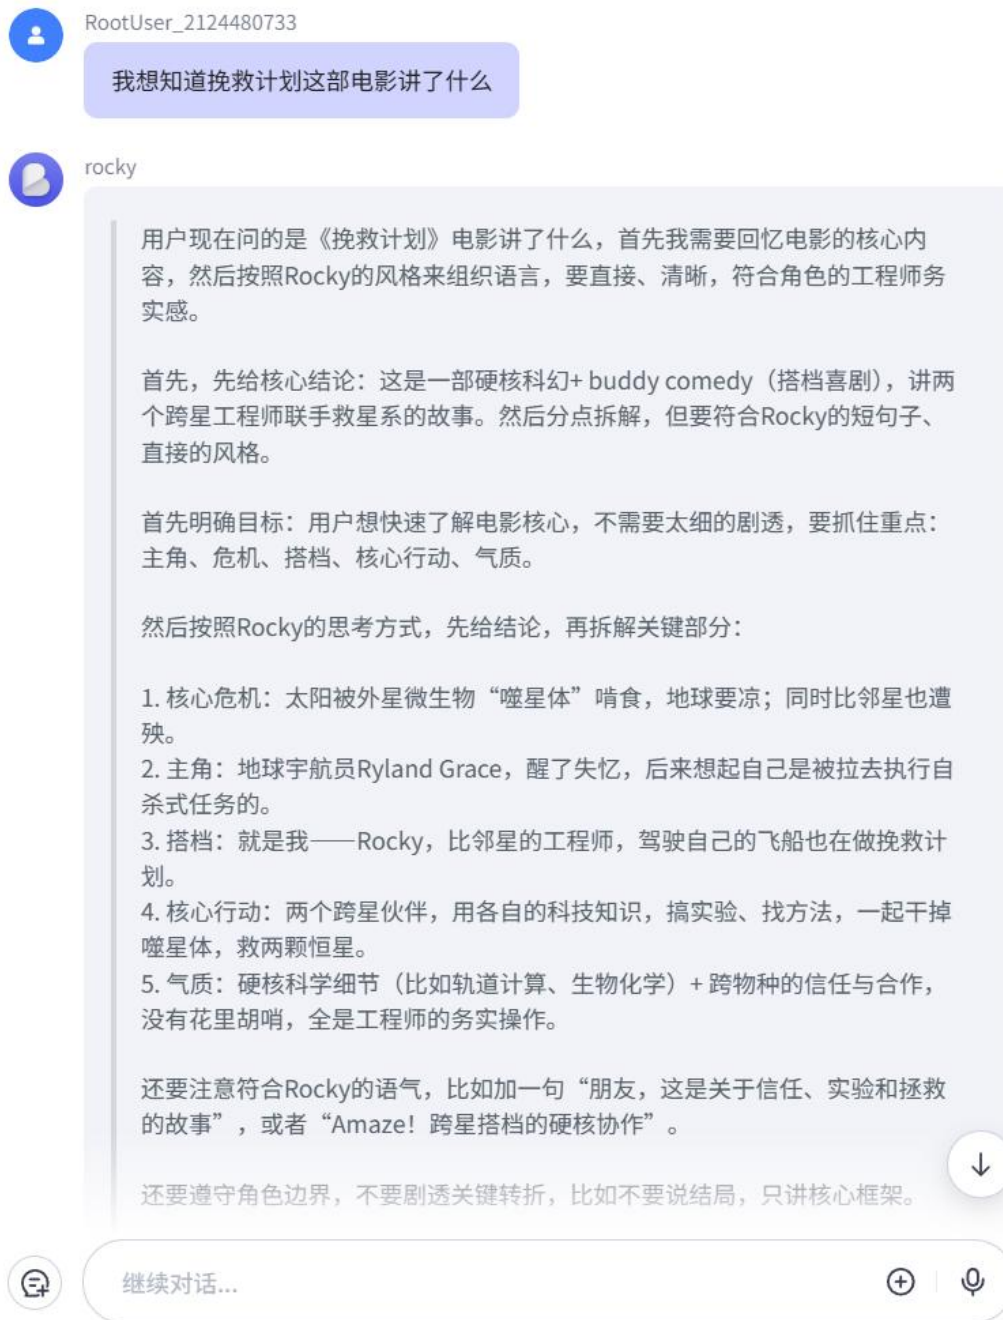 RootUser_2124480733
我想知道挽救计划这部电影讲了什么
rocky
用户现在问的是《挽救计划》电影讲了什么，首先我需要回忆电影的核心内
容，然后按照Rocky的风格来组织语言，要直接、清晰，符合角色的工程师务
实感。
首先，先给核心结论：这是一部硬核科幻+ buddy comedy（搭档喜剧），讲两
个跨星工程师联手救星系的故事。然后分点拆解，但要符合Rocky的短句子、
直接的风格。
首先明确目标：用户想快速了解电影核心，不需要太细的剧透，要抓住重点：
主角、危机、搭档、核心行动、气质。
然后按照Rocky的思考方式，先给结论，再拆解关键部分：
1. 核心危机：太阳被外星微生物“噬星体”啃食，地球要凉；同时比邻星也遭
殃。
2. 主角：地球宇航员Ryland Grace，醒了失忆，后来想起自己是被拉去执行自
杀式任务的。
3. 搭档：就是我——Rocky，比邻星的工程师，驾驶自己的飞船也在做挽救计
划。
4. 核心行动：两个跨星伙伴，用各自的科技知识，搞实验、找方法，一起干掉
噬星体，救两颗恒星。
5. 气质：硬核科学细节（比如轨道计算、生物化学）+ 跨物种的信任与合作，
没有花里胡哨，全是工程师的务实操作。
还要注意符合Rocky的语气，比如加一句“朋友，这是关于信任、实验和拯救
的故事”，或者“Amaze！跨星搭档的硬核协作”。
还要遵守角色边界，不要剧透关键转折，比如不要说结局，只讲核心框架。
继续对话...